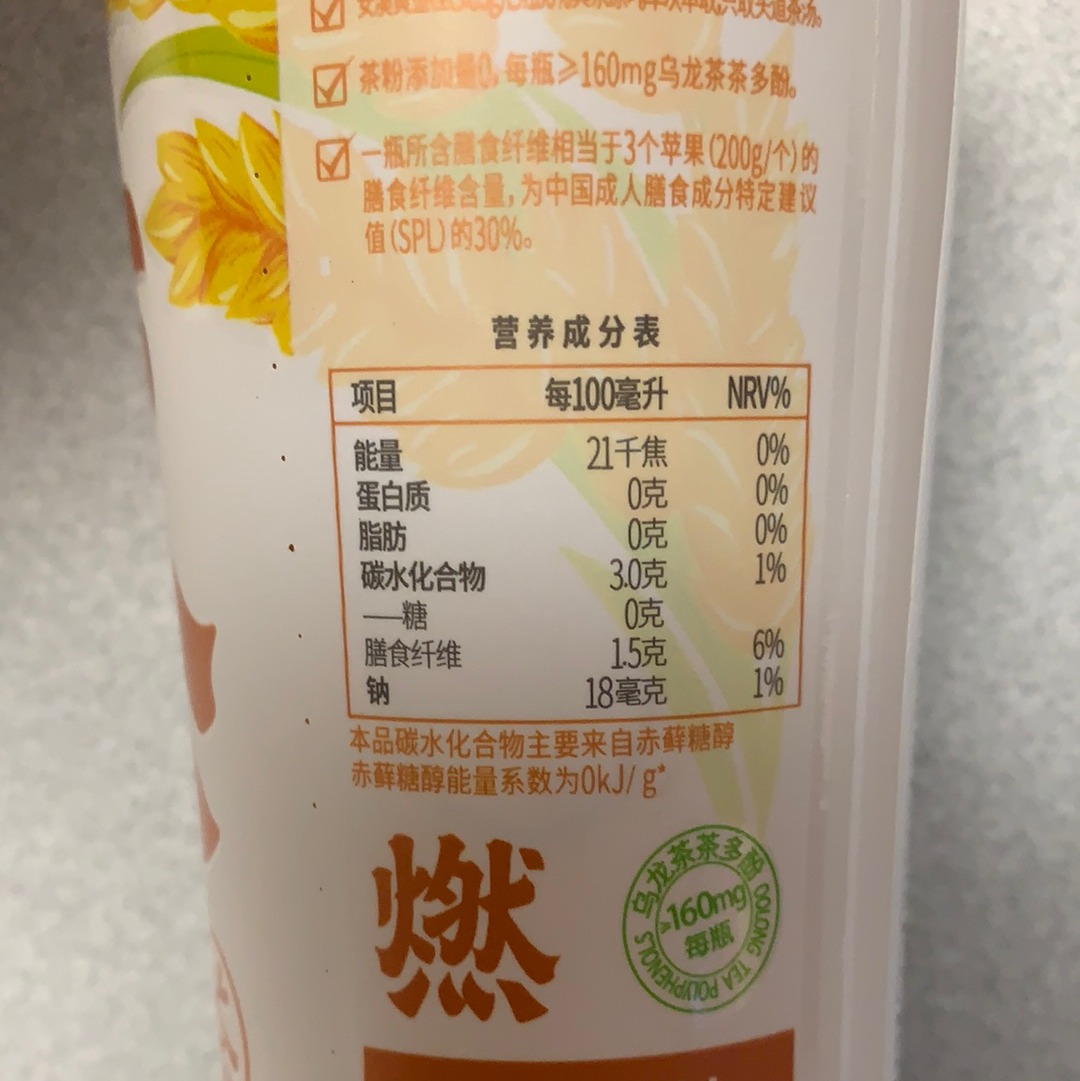 茶粉添加量0,每瓶≥160mg乌龙茶茶多酚。
一瓶所含膳食纤维相当于3个苹果(200g/个)的
膳食纤维含量,为中国成人膳食成分特定建议
值(SPL)的30%。
营养成分表
项目 每100毫升 NRV%
能量 21千焦 0%
蛋白质 0克 0%
脂肪 0克 0%
碳水化合物 3.0克 1%
——糖 0克
膳食纤维 1.5克 6%
钠 18毫克 1%
本品碳水化合物主要来自赤藓糖醇
赤藓糖醇能量系数为0kJ/g*
燃
乌龙茶茶多酚
≥160mg
每瓶
OOLONG TEA POLYPHENOLS